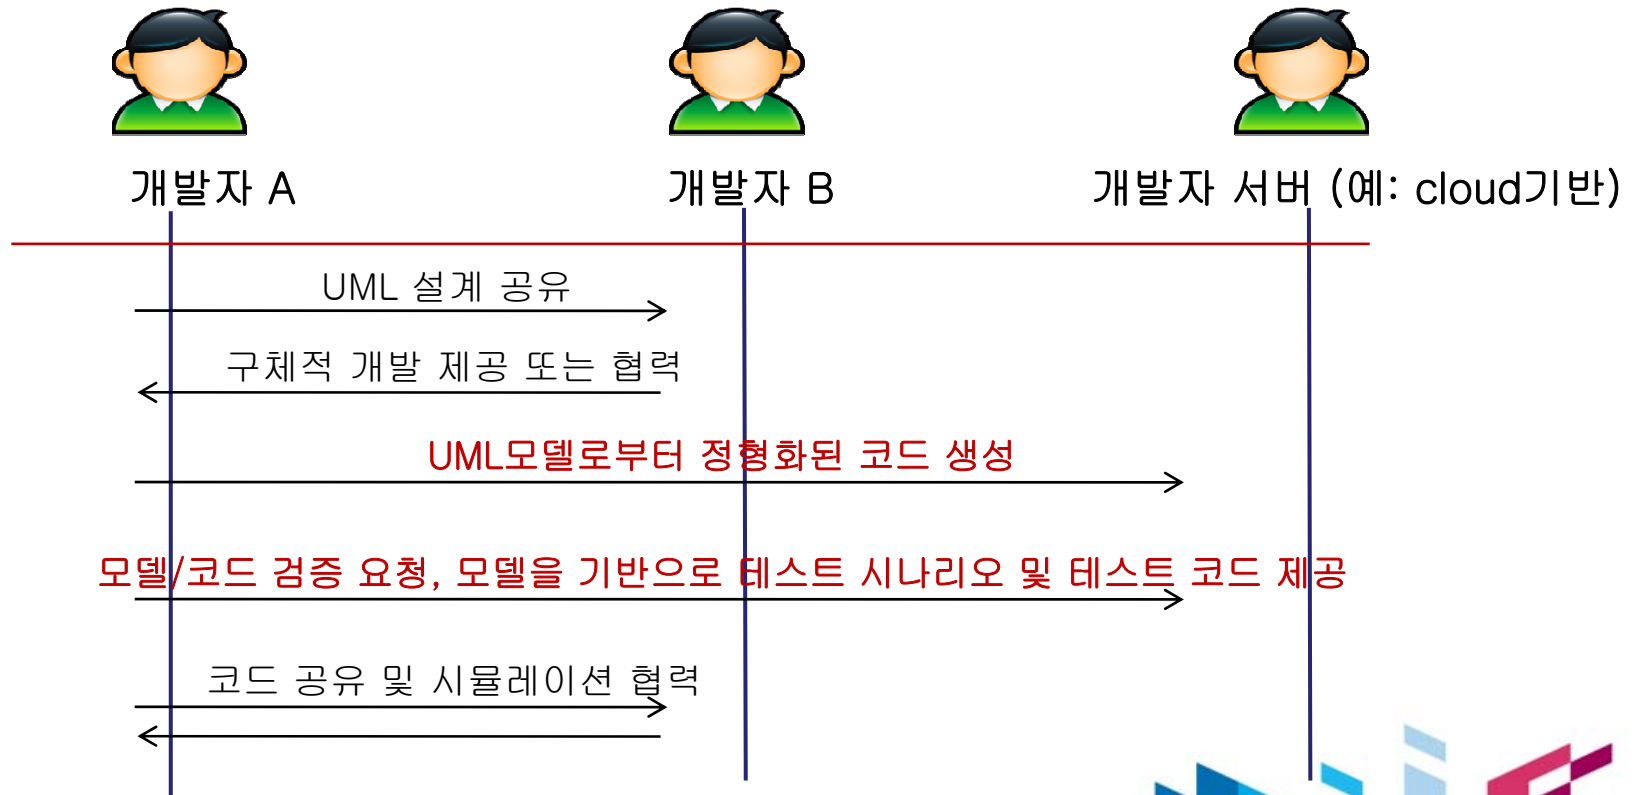 개발자 A
개발자 B
개발자 서버 (예: cloud기반)
UML 설계 공유
구체적 개발 제공 또는 협력
UML모델로부터 정형화된 코드 생성
모델/코드 검증 요청, 모델을 기반으로 테스트 시나리오 및 테스트 코드 제공
코드 공유 및 시뮬레이션 협력